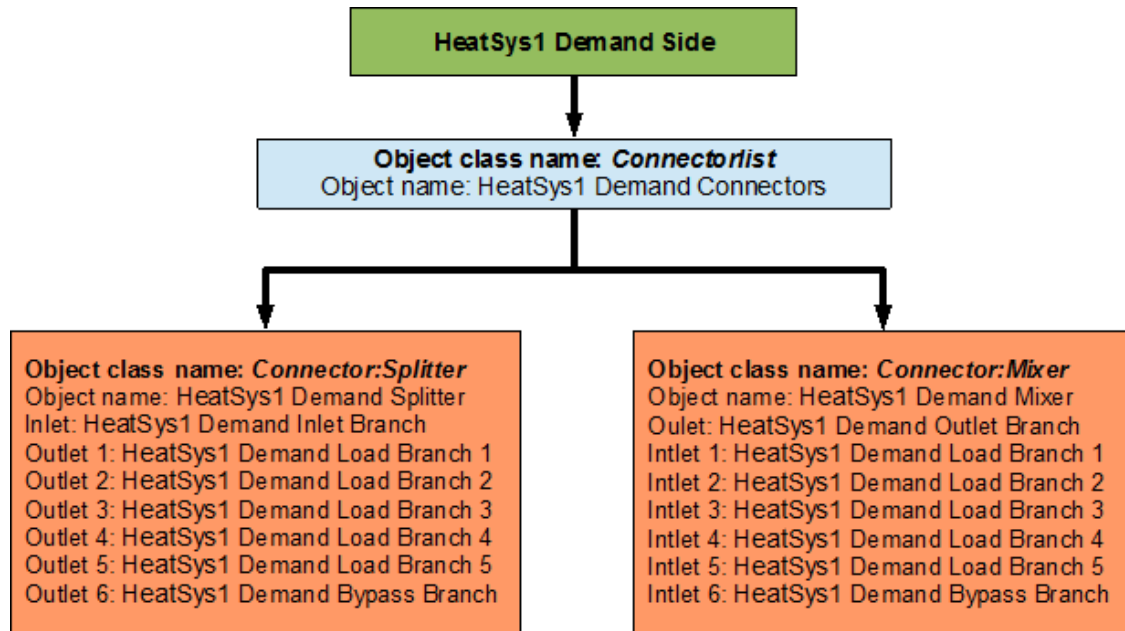 HeatSys1 Demand Side
Object class name: Connectorlist
Object name: HeatSys1 Demand Connectors
Object class name: Connector:Splitter
Object name: HeatSys1 Demand Splitter
Inlet: HeatSys1 Demand Inlet Branch
Outlet 1: HeatSys1 Demand Load Branch 1
Outlet 2: HeatSys1 Demand Load Branch 2
Outlet 3: HeatSys1 Demand Load Branch 3
Outlet 4: HeatSys1 Demand Load Branch 4
Outlet 5: HeatSys1 Demand Load Branch 5
Outlet 6: HeatSys1 Demand Bypass Branch
Object class name: Connector:Mixer
Object name: HeatSys1 Demand Mixer
Oulet: HeatSys1 Demand Outlet Branch
Intlet 1: HeatSys1 Demand Load Branch 1
Intlet 2: HeatSys1 Demand Load Branch 2
Intlet 3: HeatSys1 Demand Load Branch 3
Intlet 4: HeatSys1 Demand Load Branch 4
Intlet 5: HeatSys1 Demand Load Branch 5
Intlet 6: HeatSys1 Demand Bypass Branch